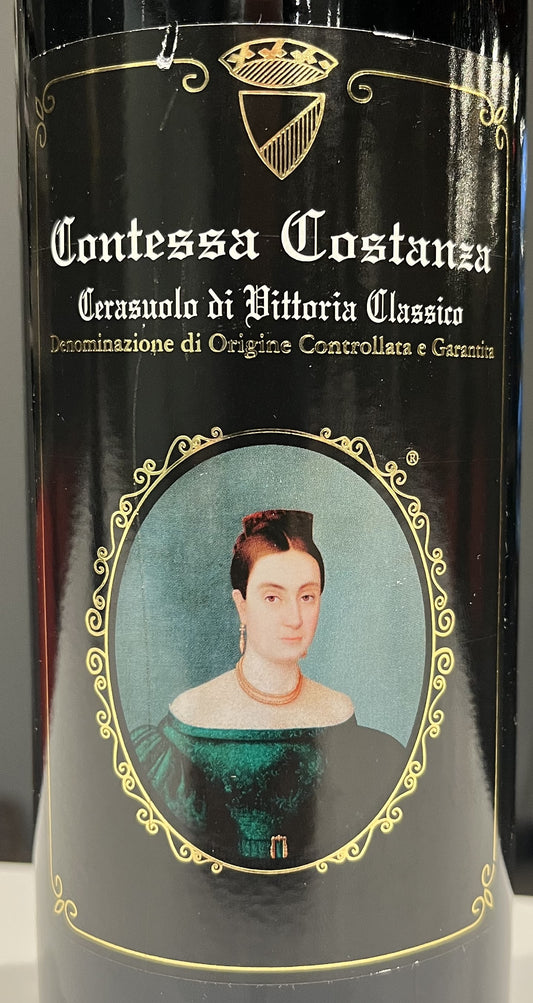 Contessa Costanza
Cerasuolo di Vittoria Classico
Denominazione di Origine Controllata e Garantita
®